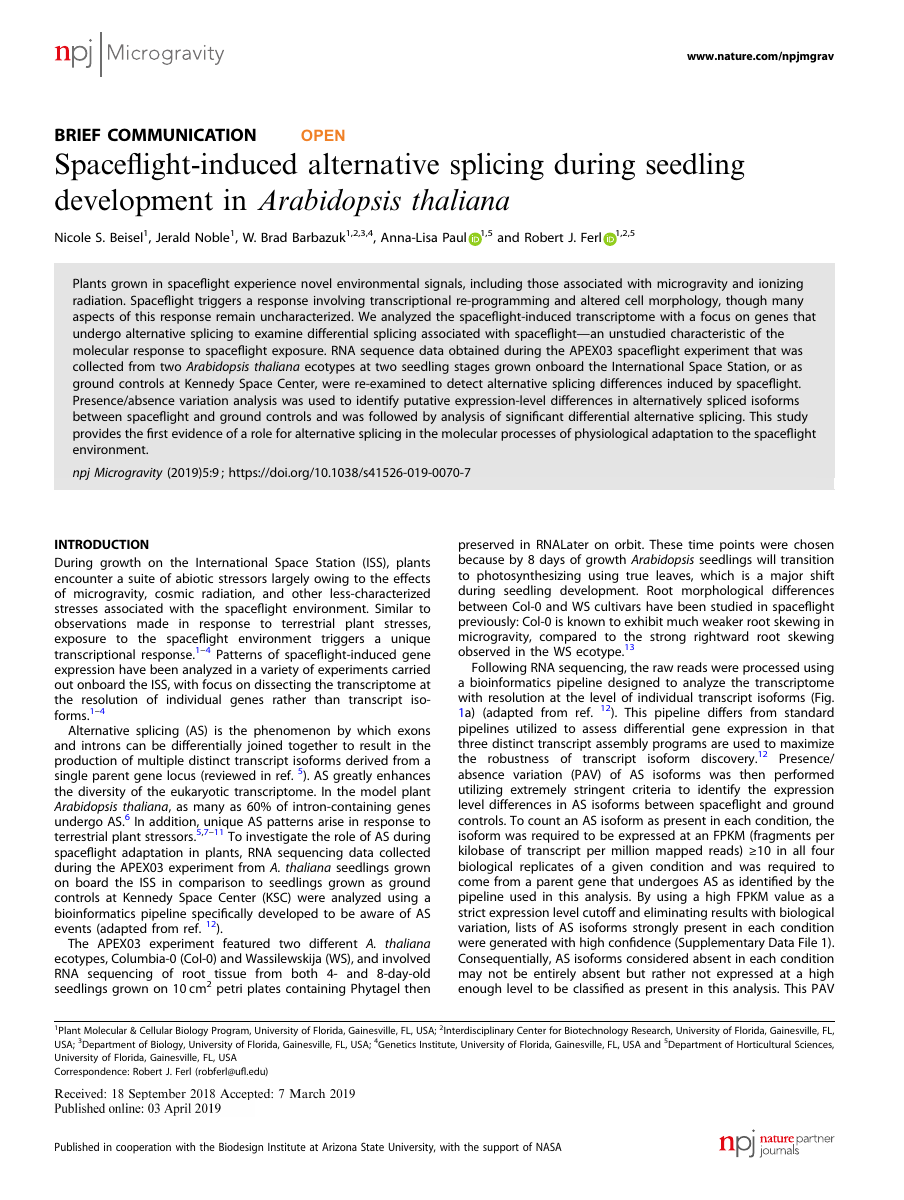 npj | Microgravity
www.nature.com/npjmgrav
BRIEF COMMUNICATION OPEN
Spaceflight-induced alternative splicing during seedling
development in Arabidopsis thaliana
Nicole S. Beisel1, Jerald Noble1, W. Brad Barbazuk1,2,3,4, Anna-Lisa Paul iD 1,5 and Robert J. Ferl iD 1,2,5
Plants grown in spaceflight experience novel environmental signals, including those associated with microgravity and ionizing
radiation. Spaceflight triggers a response involving transcriptional re-programming and altered cell morphology, though many
aspects of this response remain uncharacterized. We analyzed the spaceflight-induced transcriptome with a focus on genes that
undergo alternative splicing to examine differential splicing associated with spaceflight—an unstudied characteristic of the
molecular response to spaceflight exposure. RNA sequence data obtained during the APEX03 spaceflight experiment that was
collected from two Arabidopsis thaliana ecotypes at two seedling stages grown onboard the International Space Station, or as
ground controls at Kennedy Space Center, were re-examined to detect alternative splicing differences induced by spaceflight.
Presence/absence variation analysis was used to identify putative expression-level differences in alternatively spliced isoforms
between spaceflight and ground controls and was followed by analysis of significant differential alternative splicing. This study
provides the first evidence of a role for alternative splicing in the molecular processes of physiological adaptation to the spaceflight
environment.
npj Microgravity (2019)5:9 ; https://doi.org/10.1038/s41526-019-0070-7
INTRODUCTION
During growth on the International Space Station (ISS), plants
encounter a suite of abiotic stressors largely owing to the effects
of microgravity, cosmic radiation, and other less-characterized
stresses associated with the spaceflight environment. Similar to
observations made in response to terrestrial plant stresses,
exposure to the spaceflight environment triggers a unique
transcriptional response.1–4 Patterns of spaceflight-induced gene
expression have been analyzed in a variety of experiments carried
out onboard the ISS, with focus on dissecting the transcriptome at
the resolution of individual genes rather than transcript iso-
forms.1–4
Alternative splicing (AS) is the phenomenon by which exons
and introns can be differentially joined together to result in the
production of multiple distinct transcript isoforms derived from a
single parent gene locus (reviewed in ref. 5). AS greatly enhances
the diversity of the eukaryotic transcriptome. In the model plant
Arabidopsis thaliana, as many as 60% of intron-containing genes
undergo AS.6 In addition, unique AS patterns arise in response to
terrestrial plant stressors.5,7–11 To investigate the role of AS during
spaceflight adaptation in plants, RNA sequencing data collected
during the APEX03 experiment from A. thaliana seedlings grown
on board the ISS in comparison to seedlings grown as ground
controls at Kennedy Space Center (KSC) were analyzed using a
bioinformatics pipeline specifically developed to be aware of AS
events (adapted from ref. 12).
The APEX03 experiment featured two different A. thaliana
ecotypes, Columbia-0 (Col-0) and Wassilewskija (WS), and involved
RNA sequencing of root tissue from both 4- and 8-day-old
seedlings grown on 10 cm2 petri plates containing Phytagel then
preserved in RNALater on orbit. These time points were chosen
because by 8 days of growth Arabidopsis seedlings will transition
to photosynthesizing using true leaves, which is a major shift
during seedling development. Root morphological differences
between Col-0 and WS cultivars have been studied in spaceflight
previously: Col-0 is known to exhibit much weaker root skewing in
microgravity, compared to the strong rightward root skewing
observed in the WS ecotype.13
Following RNA sequencing, the raw reads were processed using
a bioinformatics pipeline designed to analyze the transcriptome
with resolution at the level of individual transcript isoforms (Fig.
1a) (adapted from ref. 12). This pipeline differs from standard
pipelines utilized to assess differential gene expression in that
three distinct transcript assembly programs are used to maximize
the robustness of transcript isoform discovery.12 Presence/
absence variation (PAV) of AS isoforms was then performed
utilizing extremely stringent criteria to identify the expression
level differences in AS isoforms between spaceflight and ground
controls. To count an AS isoform as present in each condition, the
isoform was required to be expressed at an FPKM (fragments per
kilobase of transcript per million mapped reads) ≥10 in all four
biological replicates of a given condition and was required to
come from a parent gene that undergoes AS as identified by the
pipeline used in this analysis. By using a high FPKM value as a
strict expression level cutoff and eliminating results with biological
variation, lists of AS isoforms strongly present in each condition
were generated with high confidence (Supplementary Data File 1).
Consequentially, AS isoforms considered absent in each condition
may not be entirely absent but rather not expressed at a high
enough level to be classified as present in this analysis. This PAV
1Plant Molecular & Cellular Biology Program, University of Florida, Gainesville, FL, USA; 2Interdisciplinary Center for Biotechnology Research, University of Florida, Gainesville, FL,
USA; 3Department of Biology, University of Florida, Gainesville, FL, USA; 4Genetics Institute, University of Florida, Gainesville, FL, USA and 5Department of Horticultural Sciences,
University of Florida, Gainesville, FL, USA
Correspondence: Robert J. Ferl (robferl@ufl.edu)
Received: 18 September 2018 Accepted: 7 March 2019
Published online: 03 April 2019
Published in cooperation with the Biodesign Institute at Arizona State University, with the support of NASA
npj nature partner
journals